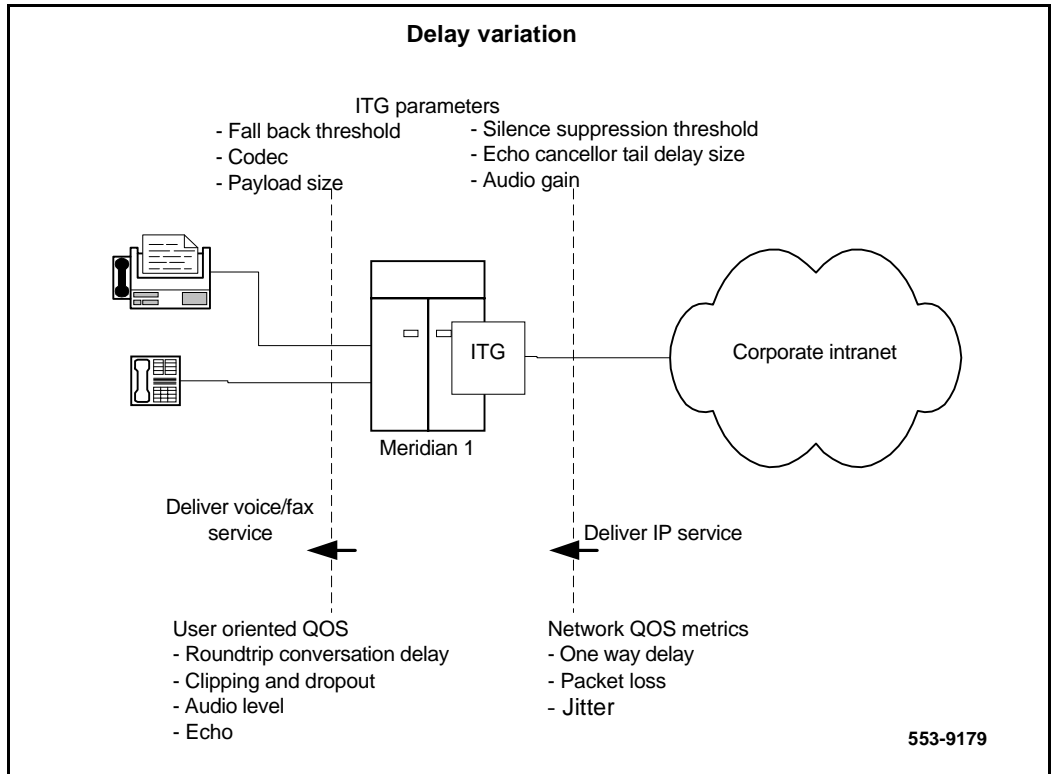 Delay variation
ITG parameters
- Fall back threshold
- Codec
- Payload size
- Silence suppression threshold
- Echo cancellor tail delay size
- Audio gain
ITG
Corporate intranet
Meridian 1
Deliver voice/fax
service
Deliver IP service
User oriented QOS
- Roundtrip conversation delay
- Clipping and dropout
- Audio level
- Echo
Network QOS metrics
- One way delay
- Packet loss
- Jitter
553-9179